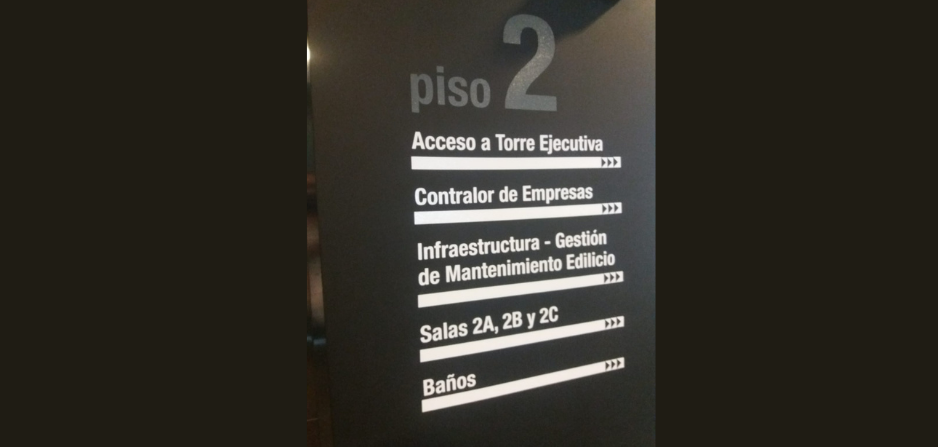 piso 2
Acceso a Torre Ejecutiva
Contralor de Empresas
Infraestructura - Gestión
de Mantenimiento Edilicio
Salas 2A, 2B y 2C
Baños